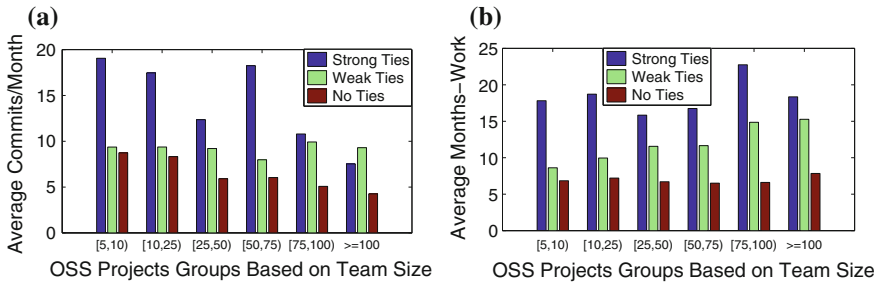 (a)
Average Commits/Month
20
15
10
5
0
Strong Ties
Weak Ties
No Ties
[5,10) [10,25) [25,50) [50,75) [75,100) >=100
OSS Projects Groups Based on Team Size
(b)
Average Months-Work
25
20
15
10
5
0
Strong Ties
Weak Ties
No Ties
[5,10) [10,25) [25,50) [50,75) [75,100) >=100
OSS Projects Groups Based on Team Size